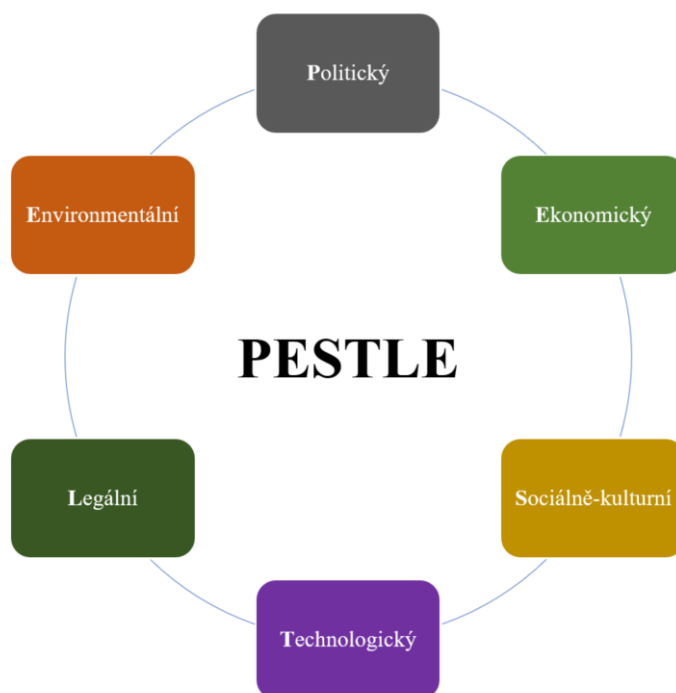 Politický
Ekonomický
Sociálně-kulturní
Technologický
Legální
Environmentální
PESTLE